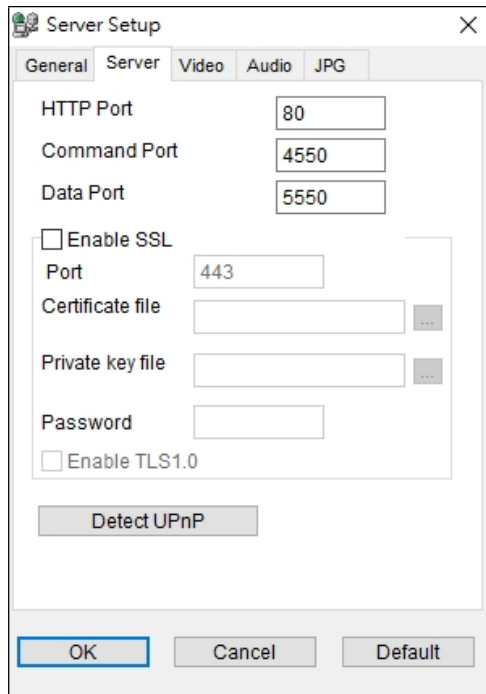 Server Setup
General Server Video Audio JPG
HTTP Port 80
Command Port 4550
Data Port 5550
Enable SSL
Port 443
Certificate file ...
Private key file ...
Password
Enable TLS1.0
Detect UPnP
OK Cancel Default